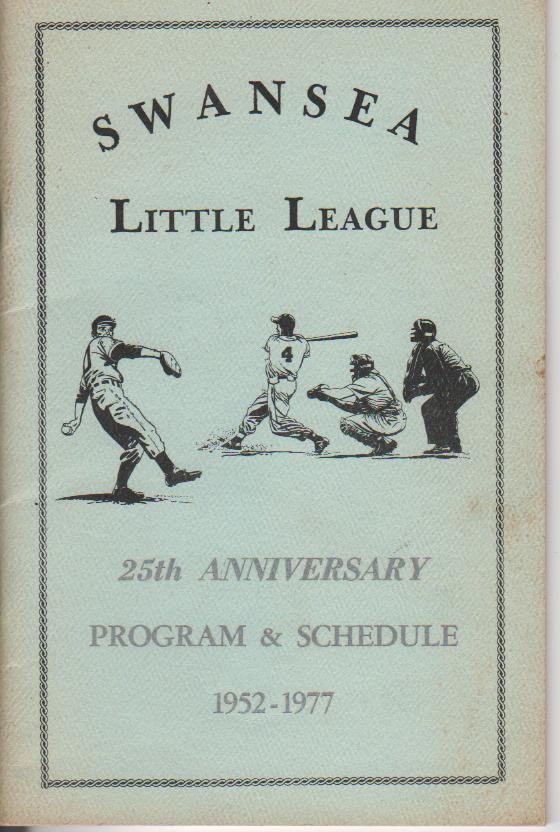 SWANSEA
LITTLE LEAGUE
4
25th ANNIVERSARY
PROGRAM & SCHEDULE
1952-1977